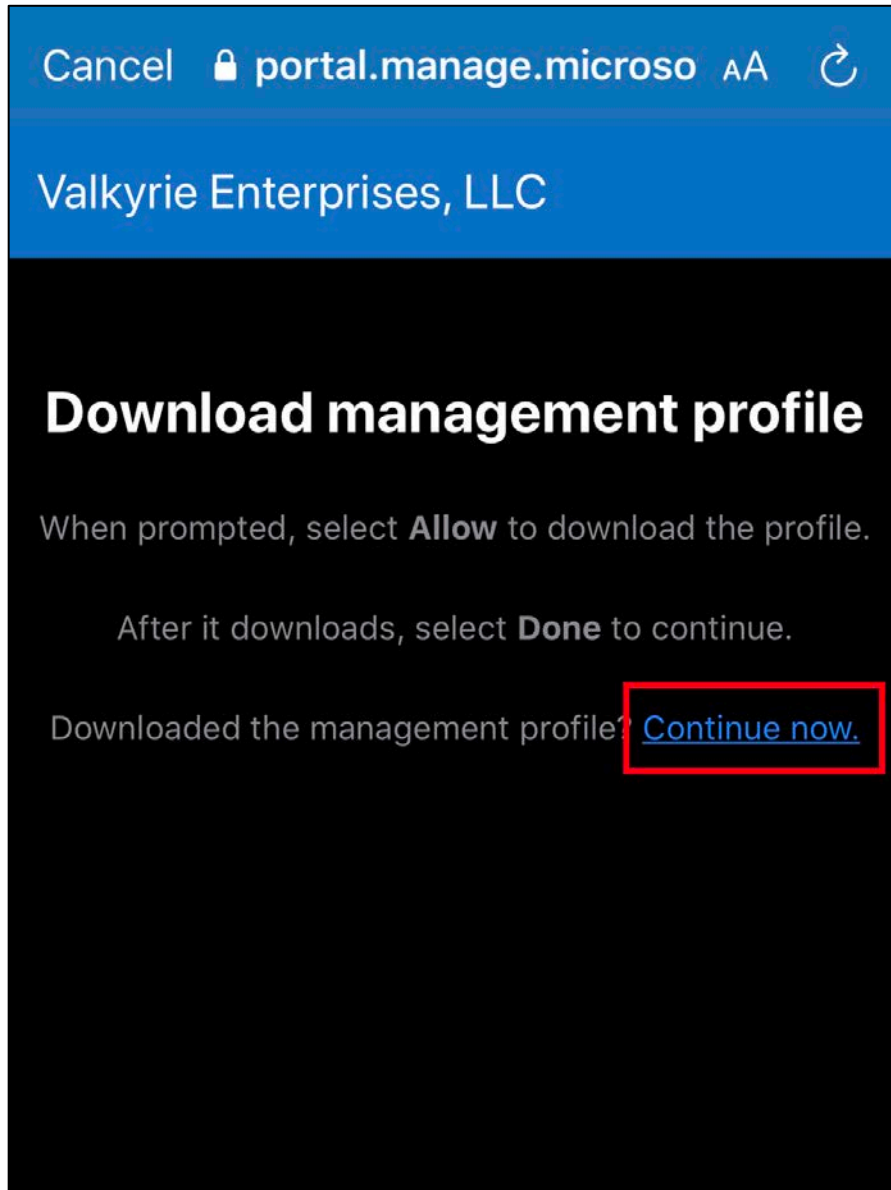 Cancel portal.manage.microso AA
Valkyrie Enterprises, LLC
Download management profile
When prompted, select Allow to download the profile.
After it downloads, select Done to continue.
Downloaded the management profile? Continue now.